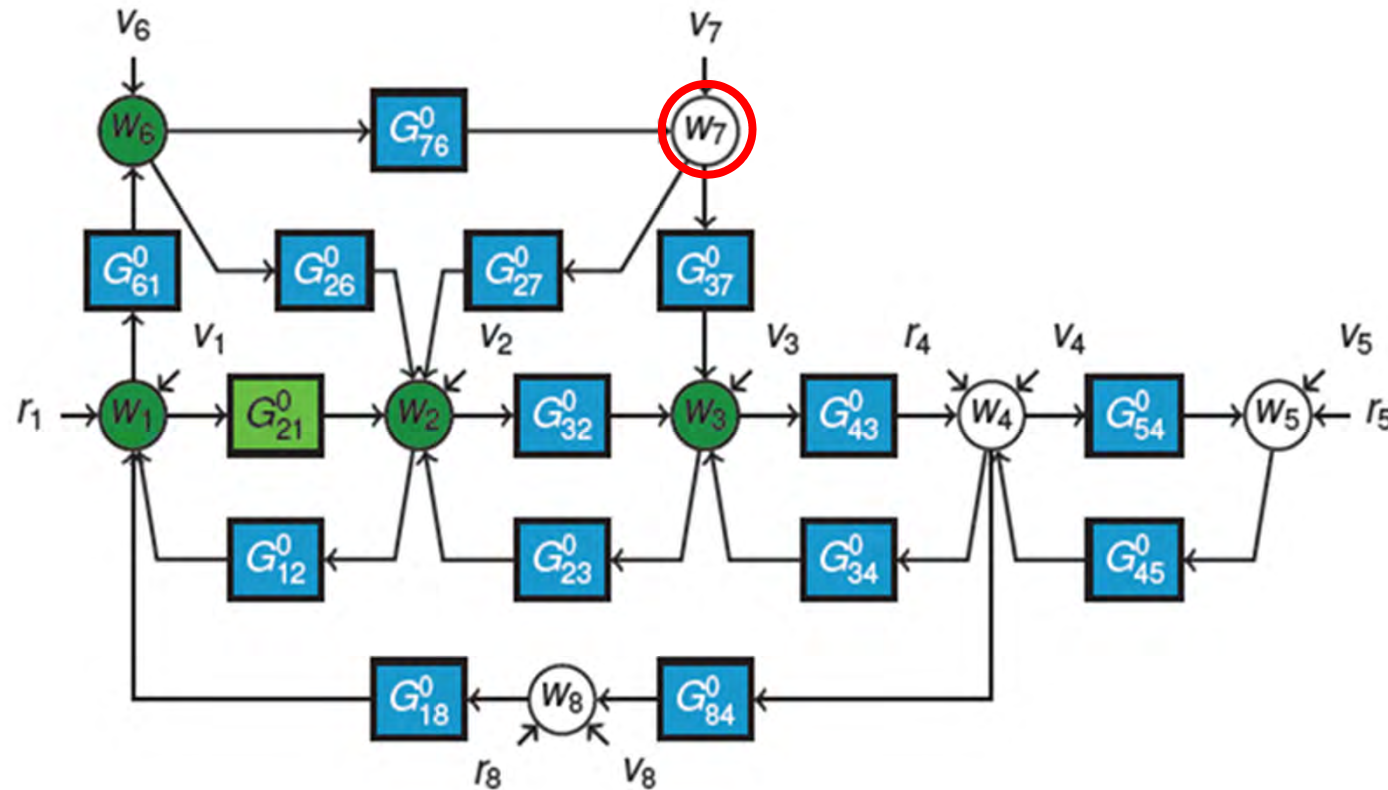 v₆ v₇
w₆ G⁰₇₆ w₇
G⁰₆₁ G⁰₂₆ G⁰₂₇ G⁰₃₇
v₁ v₂ v₃ r₄ v₄ v₅
r₁ w₁ G⁰₂₁ w₂ G⁰₃₂ w₃ G⁰₄₃ w₄ G⁰₅₄ w₅ r₅
G⁰₁₂ G⁰₂₃ G⁰₃₄ G⁰₄₅
G⁰₁₈ w₈ G⁰₈₄
r₈ v₈